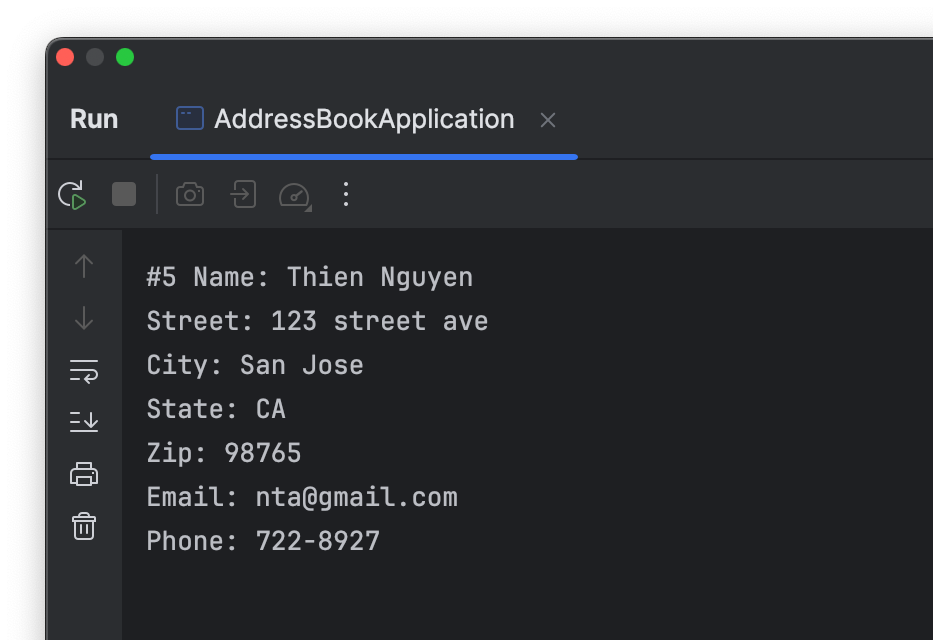 Run AddressBookApplication
#5 Name: Thien Nguyen
Street: 123 street ave
City: San Jose
State: CA
Zip: 98765
Email: nta@gmail.com
Phone: 722-8927